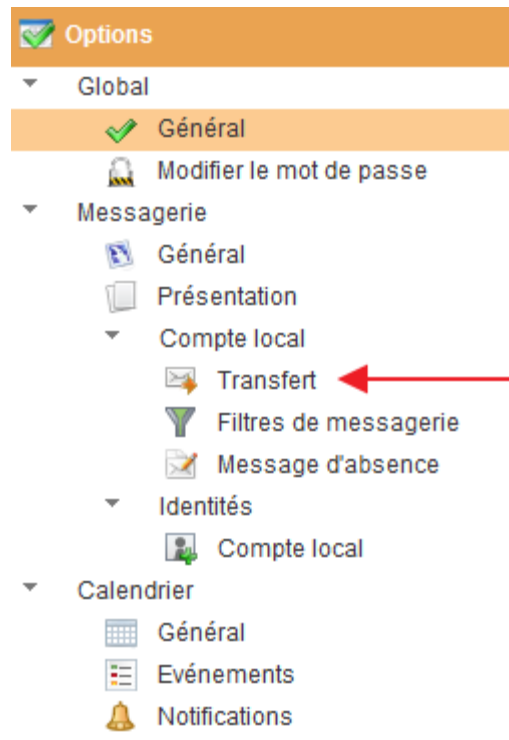 Options
Global
Général
Modifier le mot de passe
Messagerie
Général
Présentation
Compte local
Transfert
Filtres de messagerie
Message d'absence
Identités
Compte local
Calendrier
Général
Evénements
Notifications